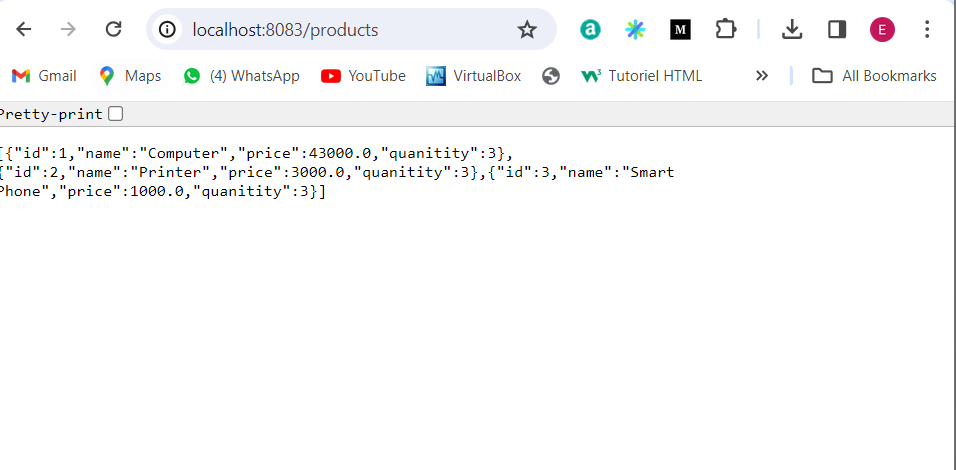 localhost:8083/products
a
M
E
Gmail
Maps
(4) WhatsApp
YouTube
VirtualBox
Tutoriel HTML
»
All Bookmarks
Pretty-print
[{"id":1,"name":"Computer","price":43000.0,"quanitity":3},
{"id":2,"name":"Printer","price":3000.0,"quanitity":3},{"id":3,"name":"Smart
Phone","price":1000.0,"quanitity":3}]